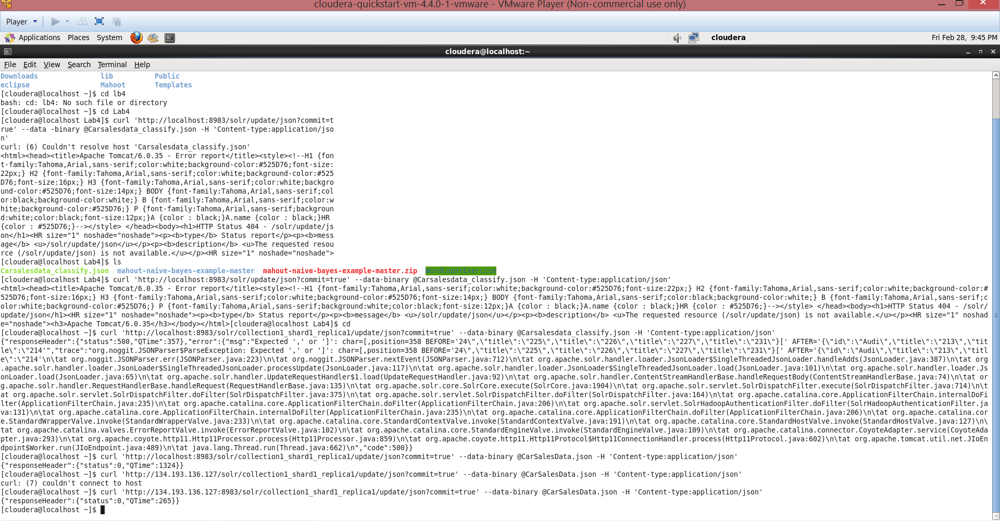 cloudera-quickstart-vm-4.4.0-1-vmware - VMware Player (Non-commercial use only)
Player
Applications Places System cloudera Fri Feb 28, 9:45 PM
cloudera@localhost:~
File Edit View Search Terminal Help
Downloads lib Public
eclipse Mahoot Templates
[cloudera@localhost ~]$ cd lb4
bash: cd: lb4: No such file or directory
[cloudera@localhost ~]$ cd Lab4
[cloudera@localhost Lab4]$ curl 'http://localhost:8983/solr/update/json?commit=t
rue' --data -binary @Carsalesdata_classify.json -H 'Content-type:application/jso
n'
curl: (6) Couldn't resolve host 'Carsalesdata_classify.json'
<html><head><title>Apache Tomcat/6.0.35 - Error report</title><style><!--H1 {fon
t-family:Tahoma,Arial,sans-serif;color:white;background-color:#525D76;font-size:
22px;} H2 {font-family:Tahoma,Arial,sans-serif;color:white;background-color:#525
D76;font-size:16px;} H3 {font-family:Tahoma,Arial,sans-serif;color:white;backgro
und-color:#525D76;font-size:14px;} BODY {font-family:Tahoma,Arial,sans-serif;col
or:black;background-color:white;} B {font-family:Tahoma,Arial,sans-serif;color:w
hite;background-color:#525D76;} P {font-family:Tahoma,Arial,sans-serif;backgroun
d:white;color:black;font-size:12px;}A {color : black;}A.name {color : black;}HR
{color : #525D76;}--></style> </head><body><h1>HTTP Status 404 - /solr/update/js
on</h1><HR size="1" noshade="noshade"><p><b>type</b> Status report</p><p><b>mess
age</b> <u>/solr/update/json</u></p><p><b>description</b> <u>The requested resou
rce (/solr/update/json) is not available.</u></p><HR size="1" noshade="noshade">
[cloudera@localhost Lab4]$ ls
Carsalesdata_classify.json mahout-naive-bayes-example-master mahout-naive-bayes-example-master.zip WordCountExercise
[cloudera@localhost Lab4]$ curl 'http://localhost:8983/solr/update/json?commit=true' --data-binary @Carsalesdata_classify.json -H 'Content-type:application/json'
<html><head><title>Apache Tomcat/6.0.35 - Error report</title><style><!--H1 {font-family:Tahoma,Arial,sans-serif;color:white;background-color:#525D76;font-size:22px;} H2 {font-family:Tahoma,Arial,sans-serif;color:white;background-color:#
525D76;font-size:16px;} H3 {font-family:Tahoma,Arial,sans-serif;color:white;background-color:#525D76;font-size:14px;} BODY {font-family:Tahoma,Arial,sans-serif;color:black;background-color:white;} B {font-family:Tahoma,Arial,sans-serif;c
olor:white;background-color:#525D76;} P {font-family:Tahoma,Arial,sans-serif;background:white;color:black;font-size:12px;}A {color : black;}A.name {color : black;}HR {color : #525D76;}--></style> </head><body><h1>HTTP Status 404 - /solr/
update/json</h1><HR size="1" noshade="noshade"><p><b>type</b> Status report</p><p><b>message</b> <u>/solr/update/json</u></p><p><b>description</b> <u>The requested resource (/solr/update/json) is not available.</u></p><HR size="1" noshad
e="noshade"><h3>Apache Tomcat/6.0.35</h3></body></html>[cloudera@localhost Lab4]$ cd
[cloudera@localhost ~]$ curl 'http://localhost:8983/solr/collection1_shard1_replica1/update/json?commit=true' --data-binary @Carsalesdata_classify.json -H 'Content-type:application/json'
{"responseHeader":{"status":500,"QTime":357},"error":{"msg":"Expected ',' or ']': char=[,position=358 BEFORE='24\",\"title\":\"225\",\"title\":\"226\",\"title\":\"227\",\"title\":\"231\"}[' AFTER='{\"id\":\"Audi\",\"title\":\"213\",\"tit
le\":\"214'","trace":"org.noggit.JSONParser$ParseException: Expected ',' or ']': char=[,position=358 BEFORE='24\",\"title\":\"225\",\"title\":\"226\",\"title\":\"227\",\"title\":\"231\"}[' AFTER='{\"id\":\"Audi\",\"title\":\"213\",\"titl
e\":\"214'\n\tat org.noggit.JSONParser.err(JSONParser.java:223)\n\tat org.noggit.JSONParser.nextEvent(JSONParser.java:712)\n\tat org.apache.solr.handler.loader.JsonLoader$SingleThreadedJsonLoader.handleAdds(JsonLoader.java:387)\n\tat org
.apache.solr.handler.loader.JsonLoader$SingleThreadedJsonLoader.processUpdate(JsonLoader.java:117)\n\tat org.apache.solr.handler.loader.JsonLoader$SingleThreadedJsonLoader.load(JsonLoader.java:101)\n\tat org.apache.solr.handler.loader.Js
onLoader.load(JsonLoader.java:65)\n\tat org.apache.solr.handler.UpdateRequestHandler$1.load(UpdateRequestHandler.java:92)\n\tat org.apache.solr.handler.ContentStreamHandlerBase.handleRequestBody(ContentStreamHandlerBase.java:74)\n\tat or
g.apache.solr.handler.RequestHandlerBase.handleRequest(RequestHandlerBase.java:135)\n\tat org.apache.solr.core.SolrCore.execute(SolrCore.java:1904)\n\tat org.apache.solr.servlet.SolrDispatchFilter.execute(SolrDispatchFilter.java:714)\n\t
at org.apache.solr.servlet.SolrDispatchFilter.doFilter(SolrDispatchFilter.java:375)\n\tat org.apache.solr.servlet.SolrDispatchFilter.doFilter(SolrDispatchFilter.java:164)\n\tat org.apache.catalina.core.ApplicationFilterChain.internalDoFi
lter(ApplicationFilterChain.java:235)\n\tat org.apache.catalina.core.ApplicationFilterChain.doFilter(ApplicationFilterChain.java:206)\n\tat org.apache.solr.servlet.SolrHadoopAuthenticationFilter.doFilter(SolrHadoopAuthenticationFilter.ja
va:131)\n\tat org.apache.catalina.core.ApplicationFilterChain.internalDoFilter(ApplicationFilterChain.java:235)\n\tat org.apache.catalina.core.ApplicationFilterChain.doFilter(ApplicationFilterChain.java:206)\n\tat org.apache.catalina.cor
e.StandardWrapperValve.invoke(StandardWrapperValve.java:233)\n\tat org.apache.catalina.core.StandardContextValve.invoke(StandardContextValve.java:191)\n\tat org.apache.catalina.core.StandardHostValve.invoke(StandardHostValve.java:127)\n\
tat org.apache.catalina.valves.ErrorReportValve.invoke(ErrorReportValve.java:102)\n\tat org.apache.catalina.core.StandardEngineValve.invoke(StandardEngineValve.java:109)\n\tat org.apache.catalina.connector.CoyoteAdapter.service(CoyoteAda
pter.java:293)\n\tat org.apache.coyote.http11.Http11Processor.process(Http11Processor.java:859)\n\tat org.apache.coyote.http11.Http11Protocol$Http11ConnectionHandler.process(Http11Protocol.java:602)\n\tat org.apache.tomcat.util.net.JIoEn
dpoint$Worker.run(JIoEndpoint.java:489)\n\tat java.lang.Thread.run(Thread.java:662)\n","code":500}}
[cloudera@localhost ~]$ curl 'http://localhost:8983/solr/collection1_shard1_replica1/update/json?commit=true' --data-binary @CarSalesData.json -H 'Content-type:application/json'
{"responseHeader":{"status":0,"QTime":1324}}
[cloudera@localhost ~]$ curl 'http://134.193.136.127/solr/collection1_shard1_replica1/update/json?commit=true' --data-binary @CarSalesData.json -H 'Content-type:application/json'
curl: (7) couldn't connect to host
[cloudera@localhost ~]$ curl 'http://134.193.136.127:8983/solr/collection1_shard1_replica1/update/json?commit=true' --data-binary @CarSalesData.json -H 'Content-type:application/json'
{"responseHeader":{"status":0,"QTime":265}}
[cloudera@localhost ~]$